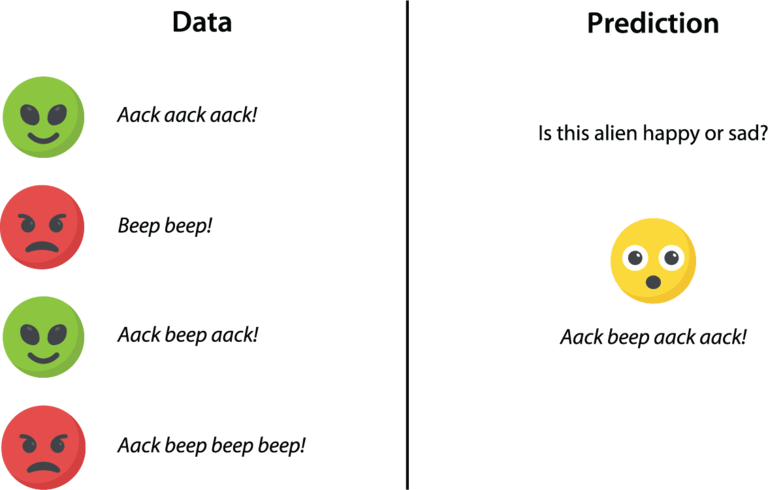 Data
Aack aack aack!
Beep beep!
Aack beep aack!
Aack beep beep beep!
Prediction
Is this alien happy or sad?
Aack beep aack aack!